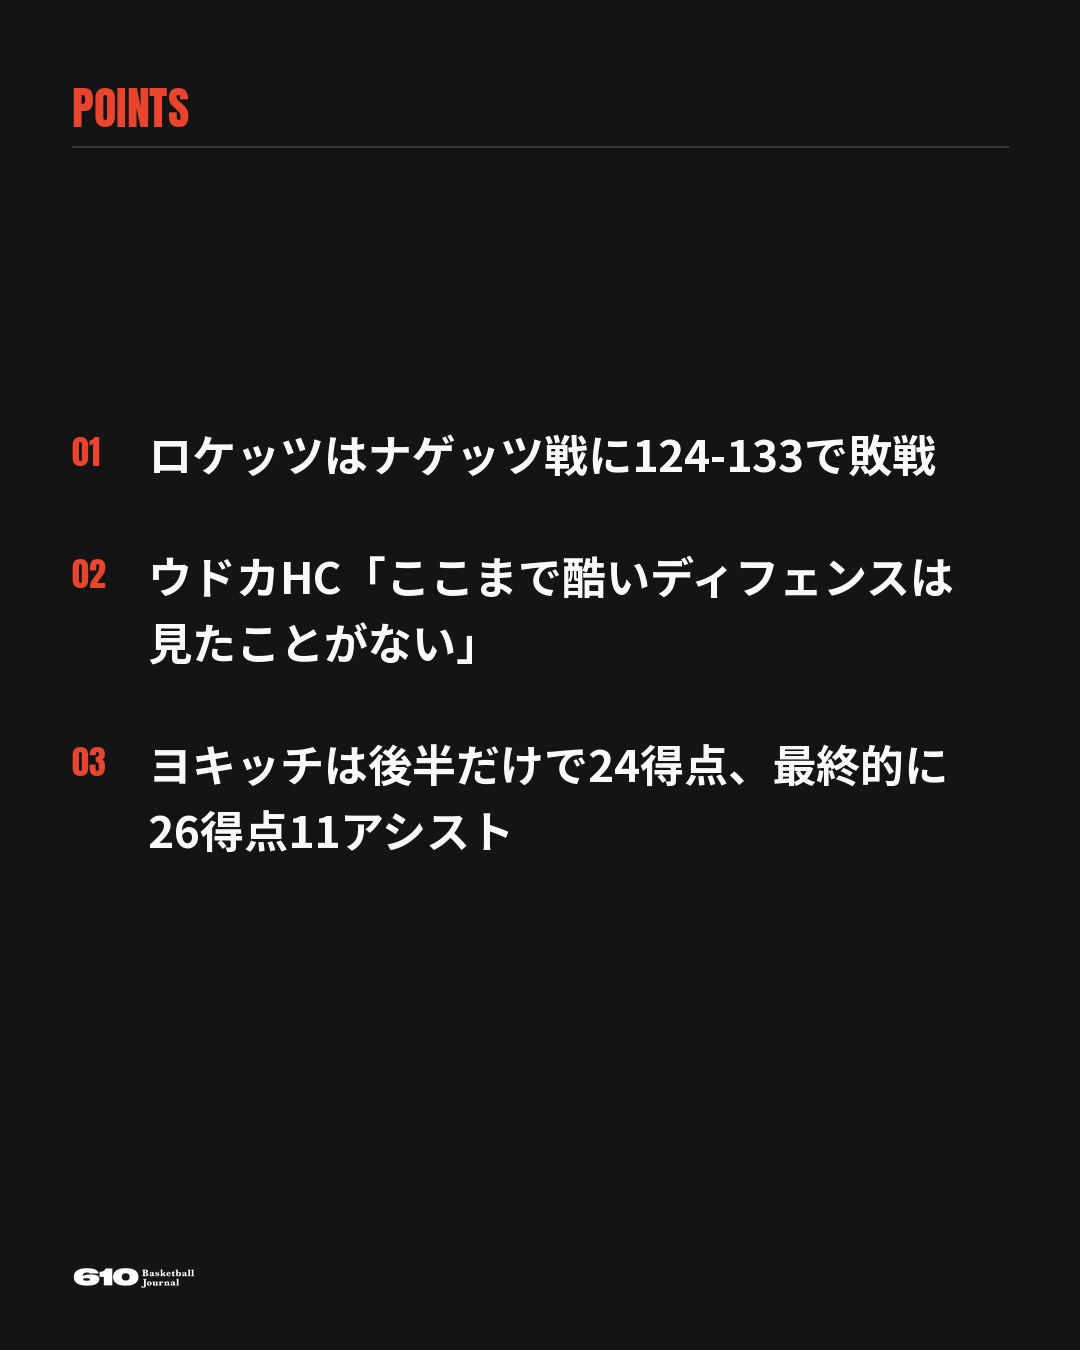 POINTS
01 ロケッツはナゲッツ戦に124-133で敗戦
02 ウドカHC「ここまで酷いディフェンスは
見たことがない」
03 ヨキッチは後半だけで24得点、最終的に
26得点11アシスト
610 Basketball
Journal